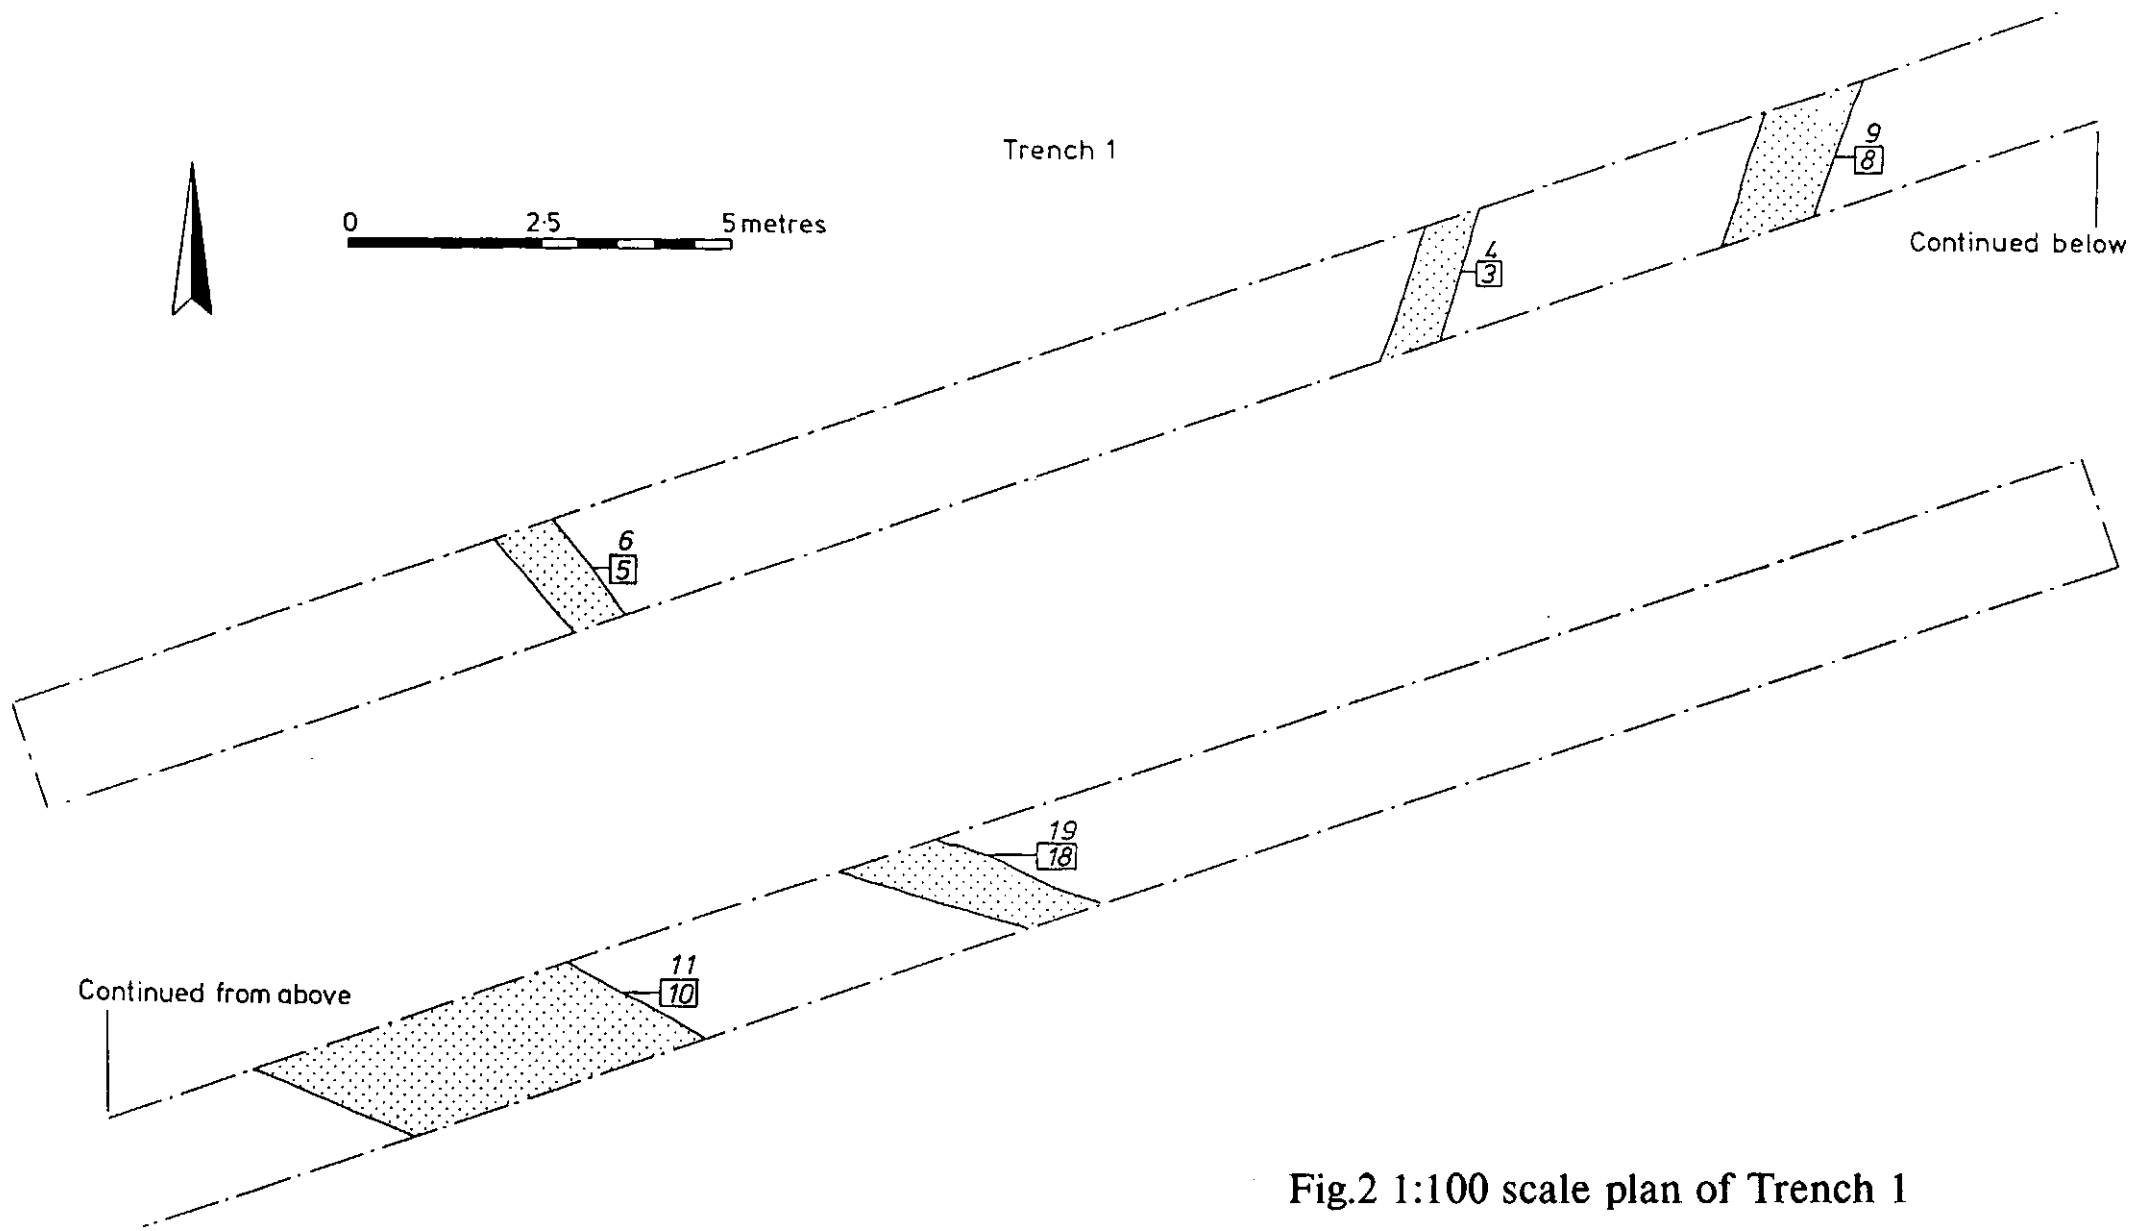 Trench 1
0 2·5 5 metres
9
8
Continued below
4
3
6
5
19
18
11
10
Continued from above
Fig.2 1:100 scale plan of Trench 1